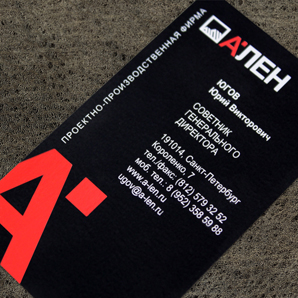 А·ЛЕН
ПРОЕКТНО-ПРОИЗВОДСТВЕННАЯ ФИРМА
ЮГОВ
Юрий Викторович
СОВЕТНИК
ГЕНЕРАЛЬНОГО
ДИРЕКТОРА
191014, Санкт-Петербург
Короленко, 7
тел./факс: (812) 579 32 52
моб. тел.: 8 (952) 358 59 88
www.a-len.ru
ugov@a-len.ru
А